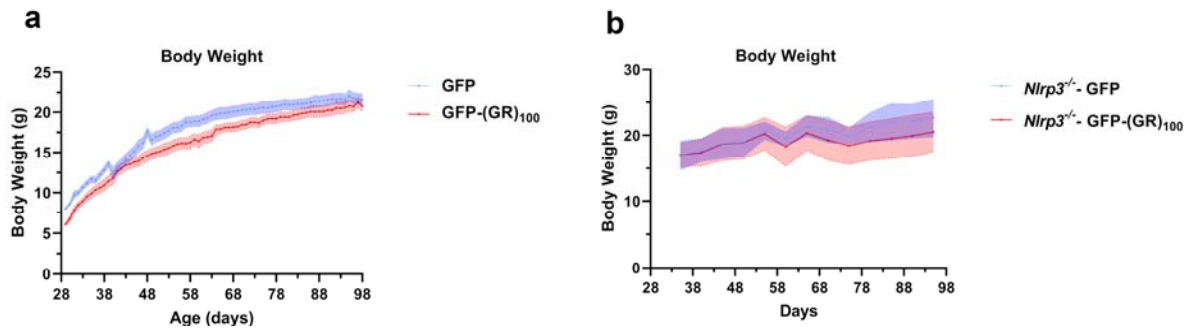 a
Body Weight
25
20
15
10
5
0
Body Weight (g)
28 38 48 58 68 78 88 98
Age (days)
GFP
GFP-(GR)100
b
Body Weight
30
20
10
0
Body Weight (g)
28 38 48 58 68 78 88 98
Days
Nlrp3-/-- GFP
Nlrp3-/-- GFP-(GR)100